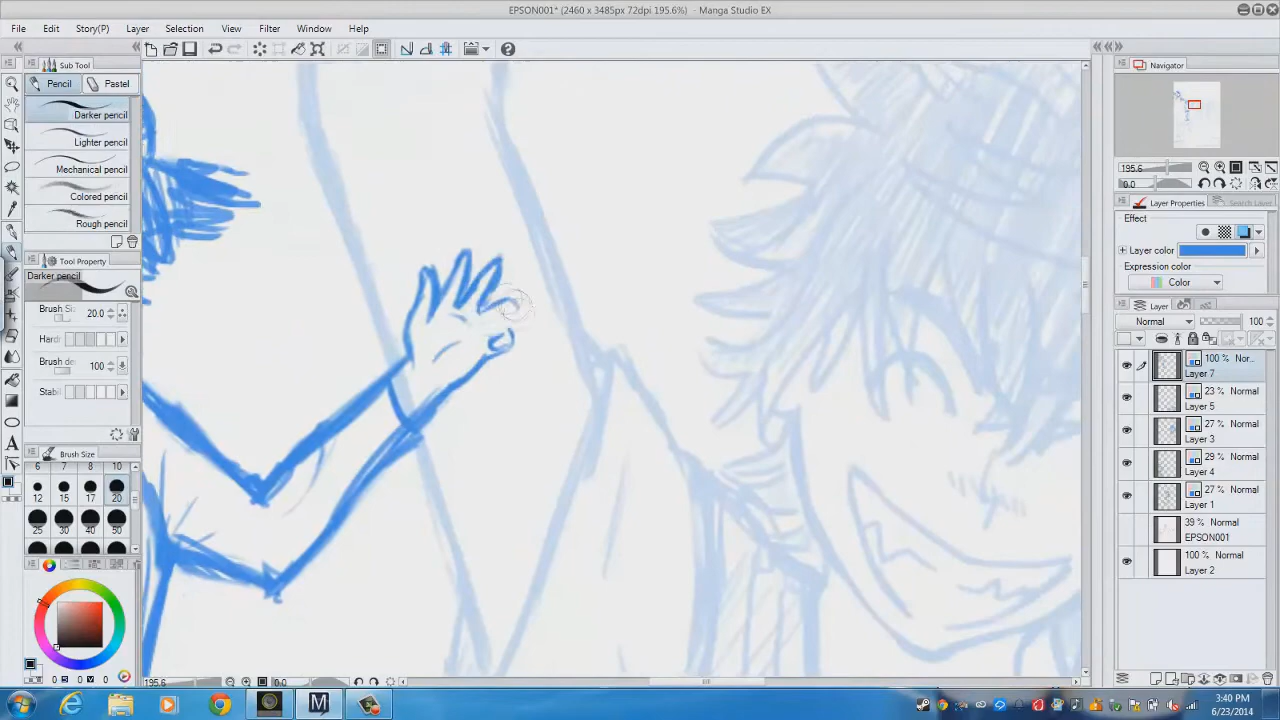 EPSON001* (2460 x 3485px 72dpi 195.6%) - Manga Studio EX
File Edit Story(P) Layer Selection View Filter Window Help
Sub Tool
Pencil Pastel
Darker pencil
Lighter pencil
Mechanical pencil
Colored pencil
Rough pencil
Tool Property
Darker pencil
Brush Si 20.0
Hard
Brush de 100
Stabil
Brush Size
6 7 8 10
12 15 17 20
25 30 40 50
0 0 0
195.6 0.0
Navigator
195.6
0.0
Layer Properties Search Layer
Effect
Layer color
Expression color
Color
Layer
Normal 100
100 % Nor...
Layer 7
23 % Normal
Layer 5
27 % Normal
Layer 3
29 % Normal
Layer 4
27 % Normal
Layer 1
39 % Normal
EPSON001
100 % Normal
Layer 2
3:40 PM
6/23/2014